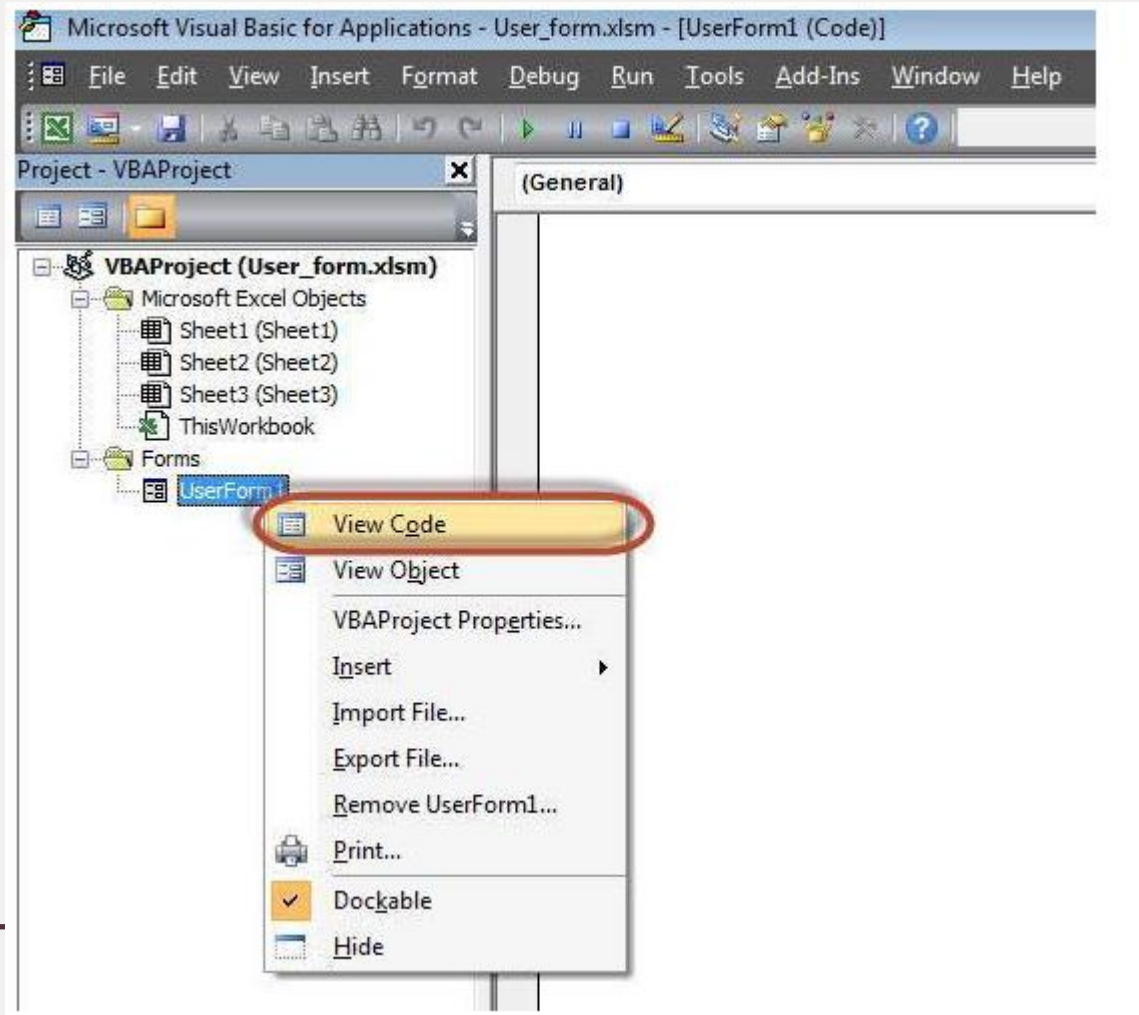 Microsoft Visual Basic for Applications - User_form.xlsm - [UserForm1 (Code)]
File Edit View Insert Format Debug Run Tools Add-Ins Window Help
Project - VBAProject
(General)
VBAProject (User_form.xlsm)
Microsoft Excel Objects
Sheet1 (Sheet1)
Sheet2 (Sheet2)
Sheet3 (Sheet3)
ThisWorkbook
Forms
UserForm1
View Code
View Object
VBAProject Properties...
Insert
Import File...
Export File...
Remove UserForm1...
Print...
Dockable
Hide